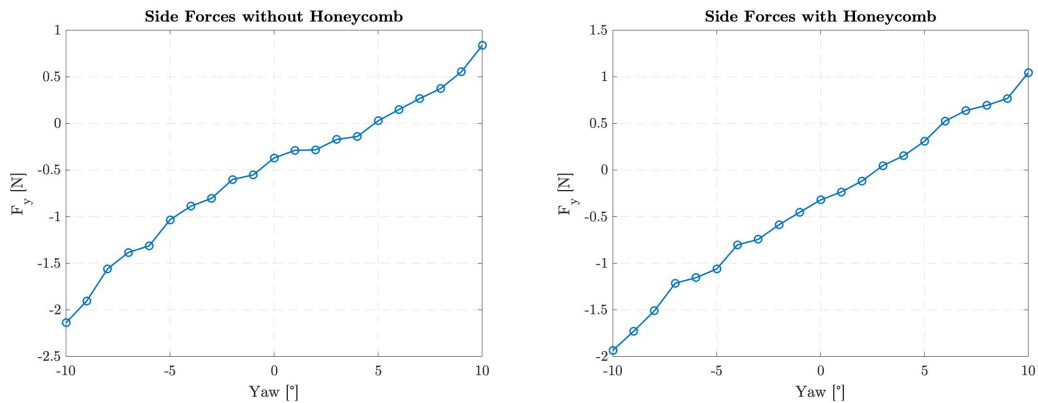 Side Forces without Honeycomb
1
0.5
0
-0.5
-1
-1.5
-2
-2.5
F_y [N]
-10 -5 0 5 10
Yaw [°]
Side Forces with Honeycomb
1.5
1
0.5
0
-0.5
-1
-1.5
-2
F_y [N]
-10 -5 0 5 10
Yaw [°]